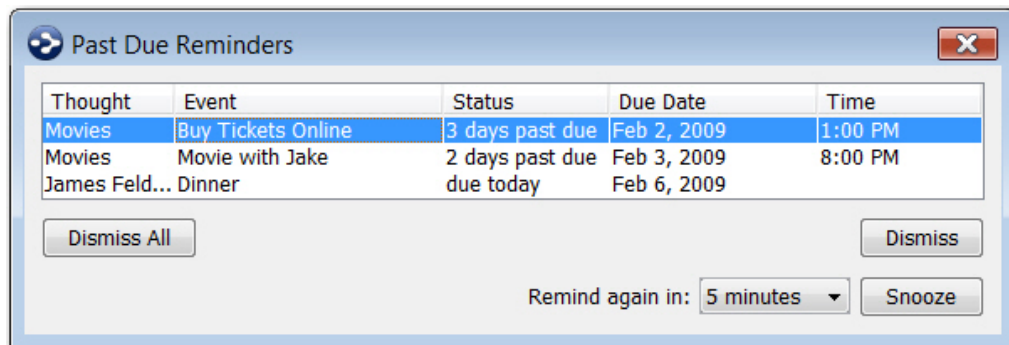 Past Due Reminders
Thought Event Status Due Date Time
Movies Buy Tickets Online 3 days past due Feb 2, 2009 1:00 PM
Movies Movie with Jake 2 days past due Feb 3, 2009 8:00 PM
James Feld... Dinner due today Feb 6, 2009
Dismiss All Dismiss
Remind again in: 5 minutes Snooze